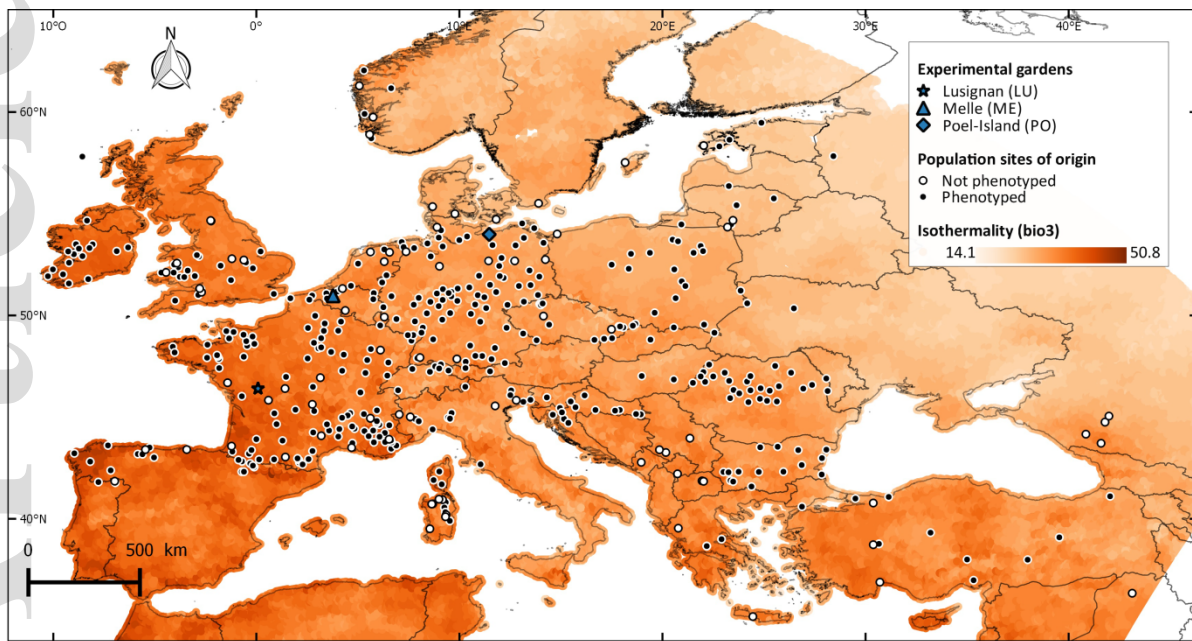 10°O 0° 10°E 20°E 30°E 40°E
N
60°N
50°N
40°N
0 500 km
Experimental gardens
Lusignan (LU)
Melle (ME)
Poel-Island (PO)
Population sites of origin
Not phenotyped
Phenotyped
Isothermality (bio3)
14.1 50.8